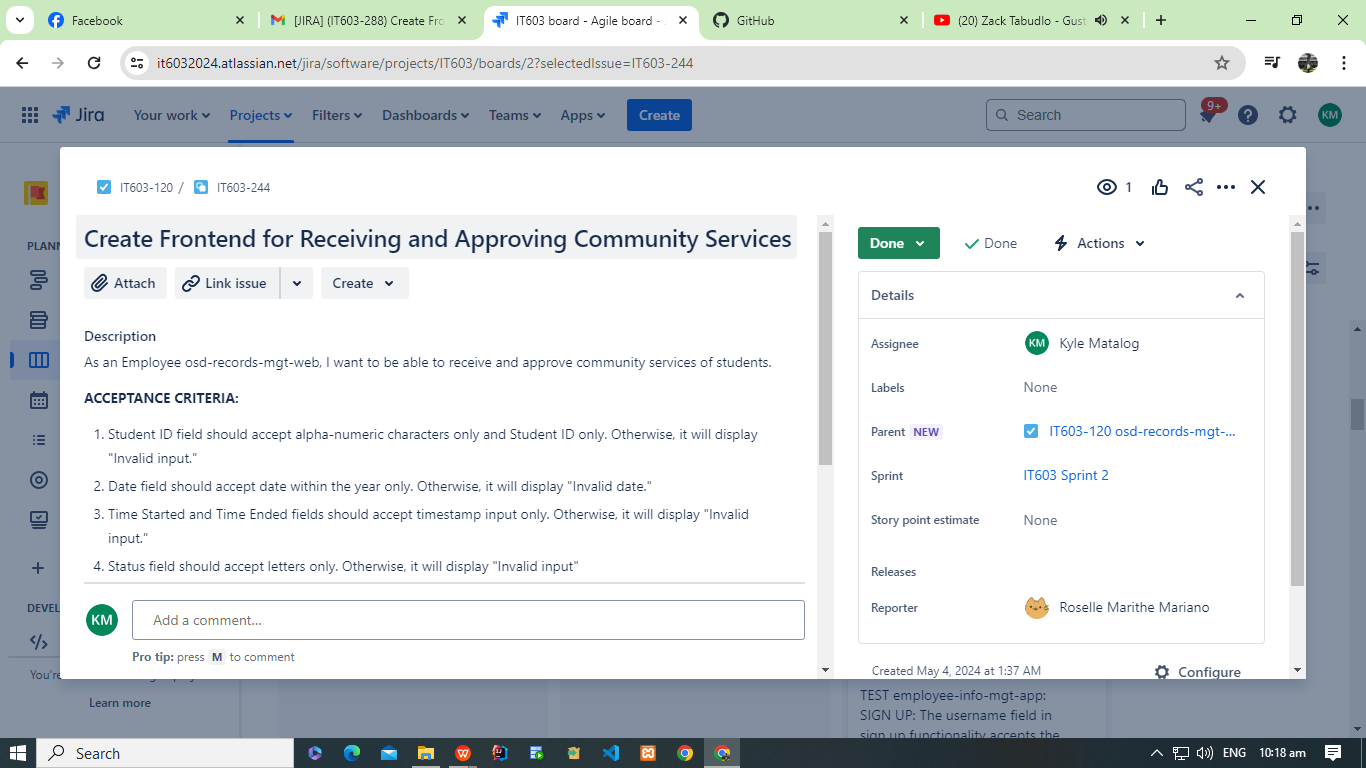 Facebook
[JIRA] (IT603-288) Create Fro
IT603 board - Agile board -
GitHub
(20) Zack Tabudlo - Gust
it6032024.atlassian.net/jira/software/projects/IT603/boards/2?selectedIssue=IT603-244
Jira
Your work
Projects
Filters
Dashboards
Teams
Apps
Create
Search
9+
KM
IT603-120 /
IT603-244
1
PLANN
Create Frontend for Receiving and Approving Community Services
Attach
Link issue
Create
Description
As an Employee osd-records-mgt-web, I want to be able to receive and approve community services of students.
ACCEPTANCE CRITERIA:
1. Student ID field should accept alpha-numeric characters only and Student ID only. Otherwise, it will display
"Invalid input."
2. Date field should accept date within the year only. Otherwise, it will display "Invalid date."
3. Time Started and Time Ended fields should accept timestamp input only. Otherwise, it will display "Invalid
input."
4. Status field should accept letters only. Otherwise, it will display "Invalid input"
KM
Add a comment...
Pro tip: press M to comment
Done
Done
Actions
Details
Assignee
KM Kyle Matalog
Labels
None
Parent NEW
IT603-120 osd-records-mgt-...
Sprint
IT603 Sprint 2
Story point estimate
None
Releases
Reporter
Roselle Marithe Mariano
Created May 4, 2024 at 1:37 AM
Configure
DEVEL
You're
Learn more
TEST employee-info-mgt-app:
SIGN UP: The username field in
sign up functionality accepts the
Search
ENG
10:18 am